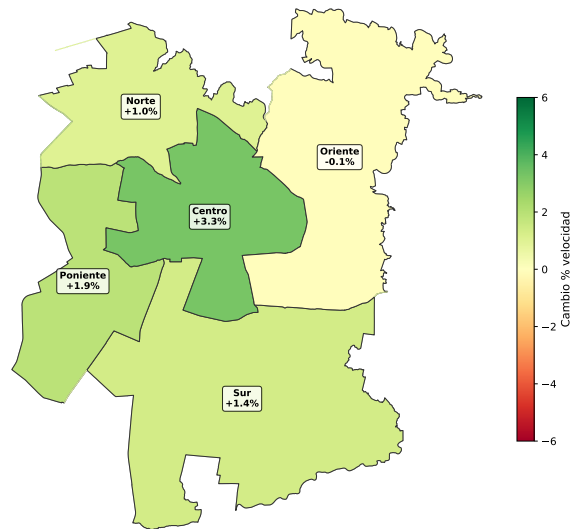 Norte
+1.0%
Oriente
-0.1%
Centro
+3.3%
Poniente
+1.9%
Sur
+1.4%
6
4
2
0
−2
−4
−6
Cambio % velocidad